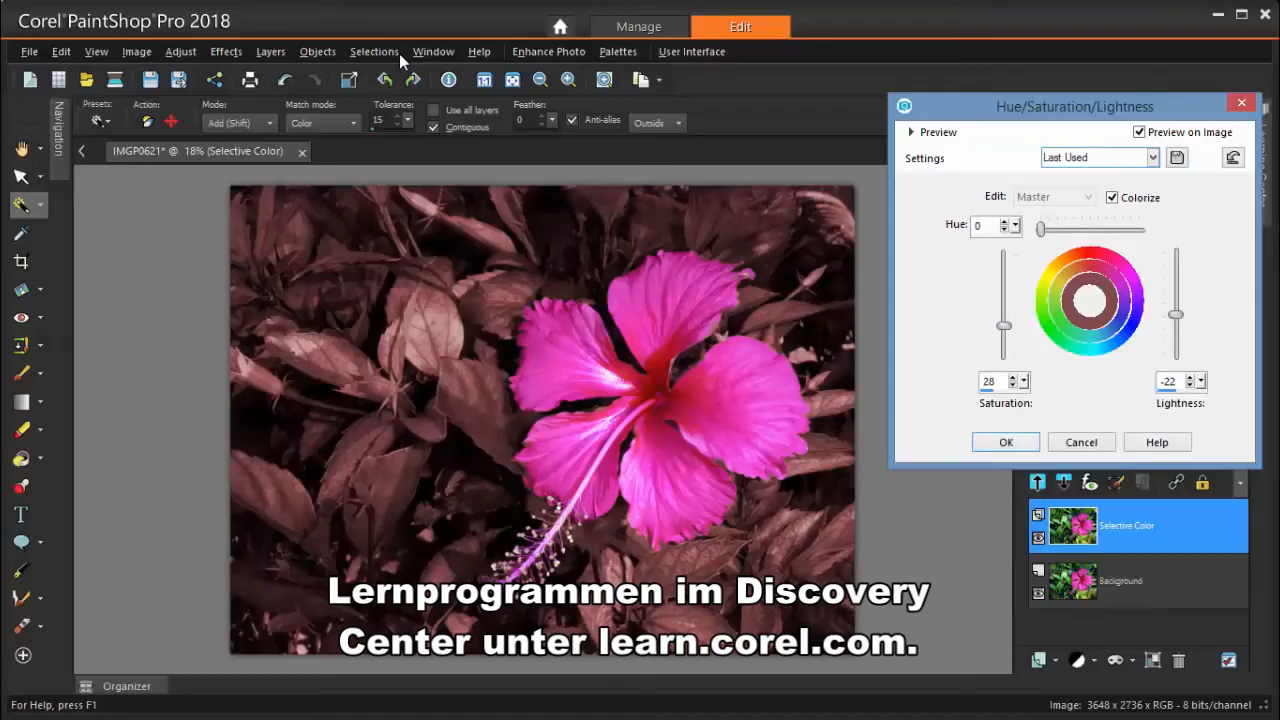 Corel PaintShop Pro 2018
Manage
Edit
File Edit View Image Adjust Effects Layers Objects Selections Window Help Enhance Photo Palettes User Interface
Presets: Action: Mode: Match mode: Tolerance: Use all layers Feather:
Add (Shift) Color 15 Contiguous 0 Anti-alias Outside
Navigation
IMGP0621* @ 18% (Selective Color)
Hue/Saturation/Lightness
Preview Preview on Image
Settings Last Used
Edit: Master Colorize
Hue: 0
28 -22
Saturation: Lightness:
OK Cancel Help
Selective Color
Background
Lernprogrammen im Discovery
Center unter learn.corel.com.
Organizer
For Help, press F1
Image: 3648 x 2736 x RGB - 8 bits/channel